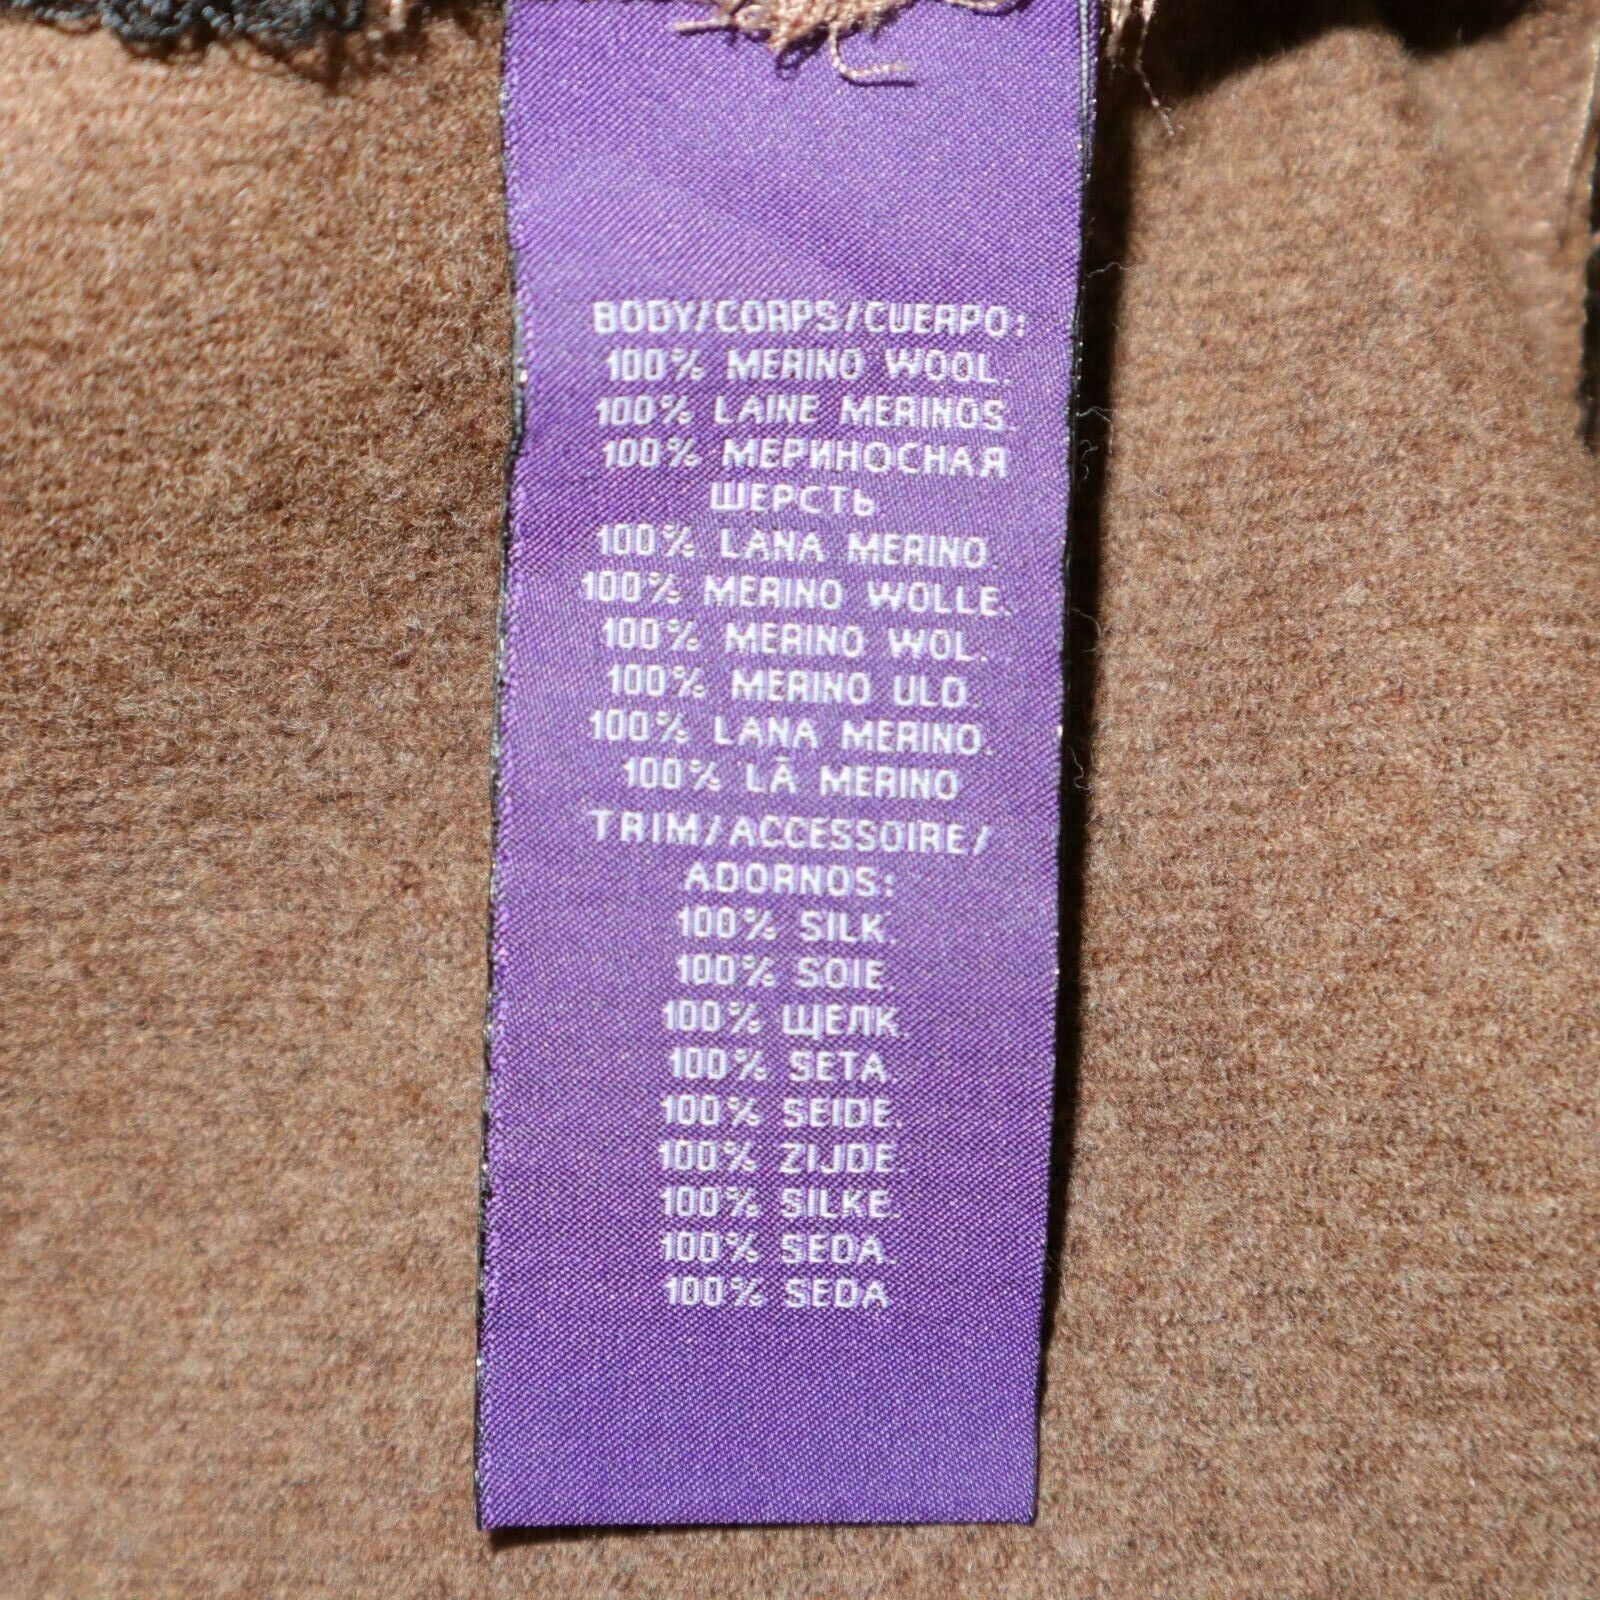 BODY/CORPS/CUERPO:
100% MERINO WOOL.
100% LAINE MERINOS.
100% МЕРИНОСНАЯ
ШЕРСТЬ
100% LANA MERINO.
100% MERINO WOLLE.
100% MERINO WOL.
100% MERINO ULD.
100% LANA MERINO.
100% LÃ MERINO
TRIM/ACCESSOIRE/
ADORNOS:
100% SILK.
100% SOIE.
100% ЩЕЛК.
100% SETA.
100% SEIDE.
100% ZIJDE.
100% SILKE.
100% SEDA.
100% SEDA